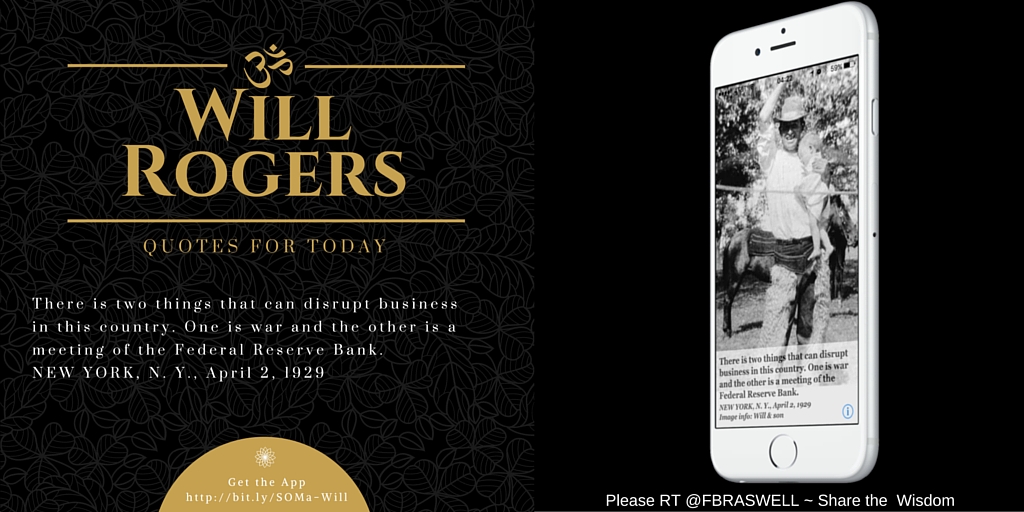 ॐ
WILL
ROGERS
QUOTES FOR TODAY
There is two things that can disrupt business
in this country. One is war and the other is a
meeting of the Federal Reserve Bank.
NEW YORK, N. Y., April 2, 1929
Get the App
http://bit.ly/SOMa-Will
04:22
59%
There is two things that can disrupt
business in this country. One is war
and the other is a meeting of the
Federal Reserve Bank.
NEW YORK, N. Y., April 2, 1929
Image info: Will & son
Please RT @FBRASWELL ~ Share the Wisdom